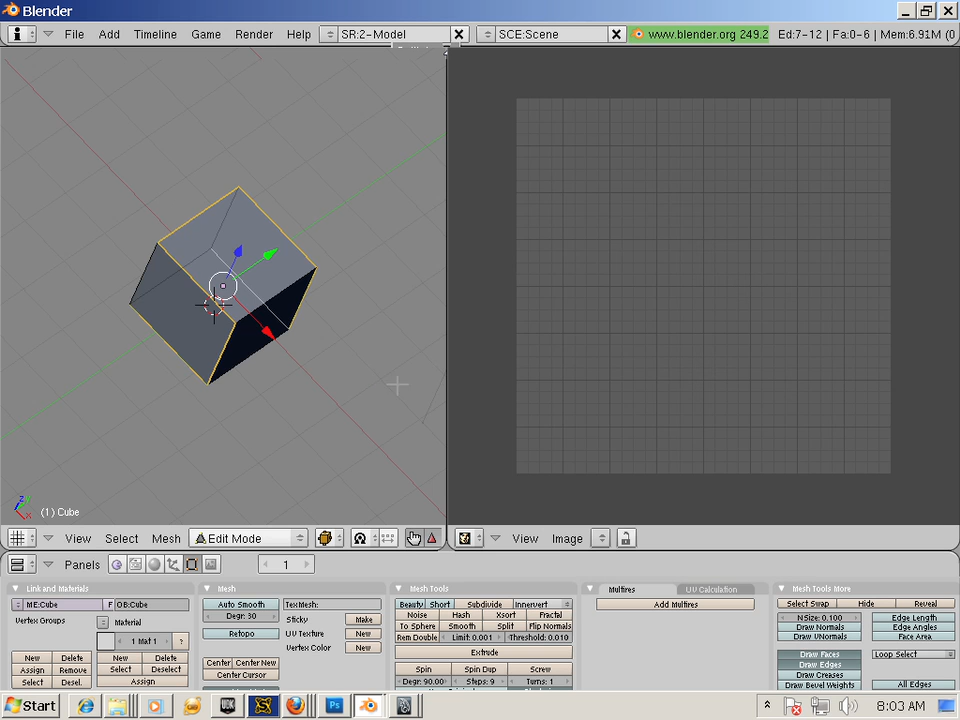 Blender
File Add Timeline Game Render Help SR:2-Model SCE:Scene www.blender.org 249.2 Ed:7-12 | Fa:0-6 | Mem:6.91M (0
(1) Cube
View Select Mesh Edit Mode View Image
Panels 1
Link and Materials Mesh Mesh Tools Multires UV Calculation Mesh Tools More
ME:Cube F OB:Cube Auto Smooth TexMesh: Beauty Short Subdivide Innervert Add Multires Select Swap Hide Reveal
Vertex Groups Material Degr: 30 Sticky Make Noise Hash Xsort Fractal NSize: 0.100 Edge Length
To Sphere Smooth Split Flip Normals Draw Normals Edge Angles
1 Mat 1 ? Retopo UV Texture New Rem Double Limit: 0.001 Threshold: 0.010 Draw VNormals Face Area
Vertex Color New Extrude Draw Faces Loop Select
New Delete New Delete Center Center New Draw Edges
Assign Remove Select Deselect Center Cursor Spin Spin Dup Screw Draw Creases
Select Desel. Assign Degr: 90.00 Steps: 9 Turns: 1 Draw Bevel Weights All Edges
Start UDK Ps 8:03 AM